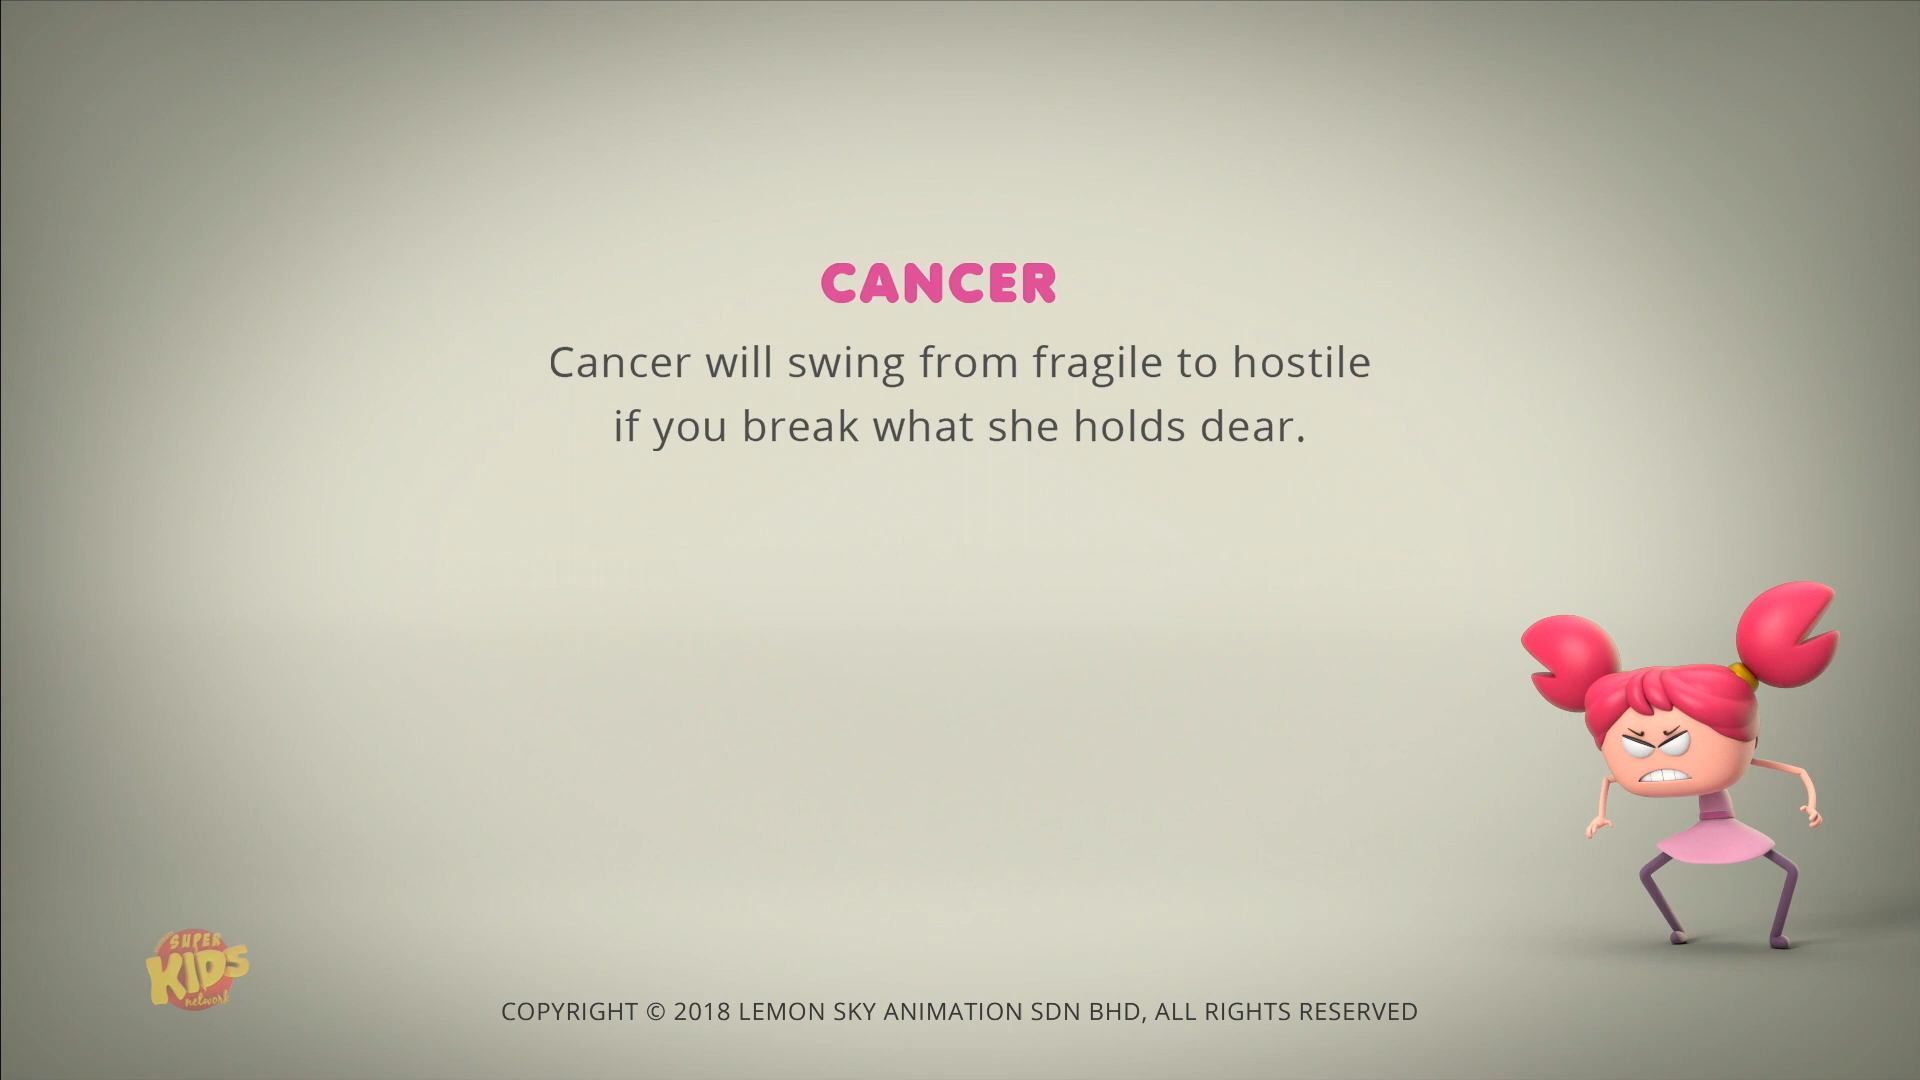 CANCER
Cancer will swing from fragile to hostile
if you break what she holds dear.
SUPER
KIDS
network
COPYRIGHT © 2018 LEMON SKY ANIMATION SDN BHD, ALL RIGHTS RESERVED